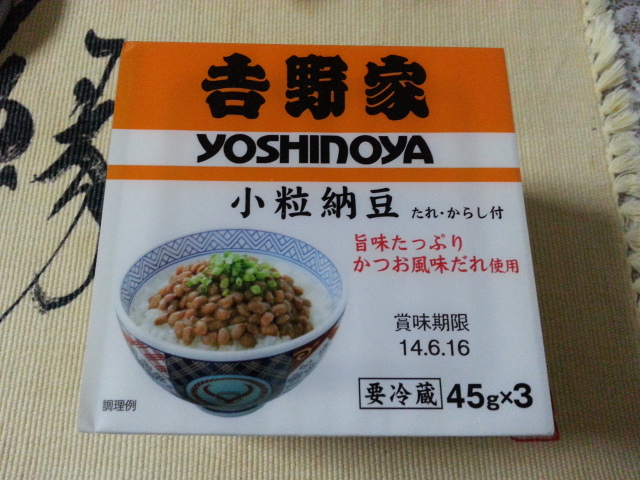 吉野家
YOSHINOYA
小粒納豆 たれ・からし付
旨味たっぷり
かつお風味だれ使用
賞味期限
14.6.16
要冷蔵 45g×3
調理例